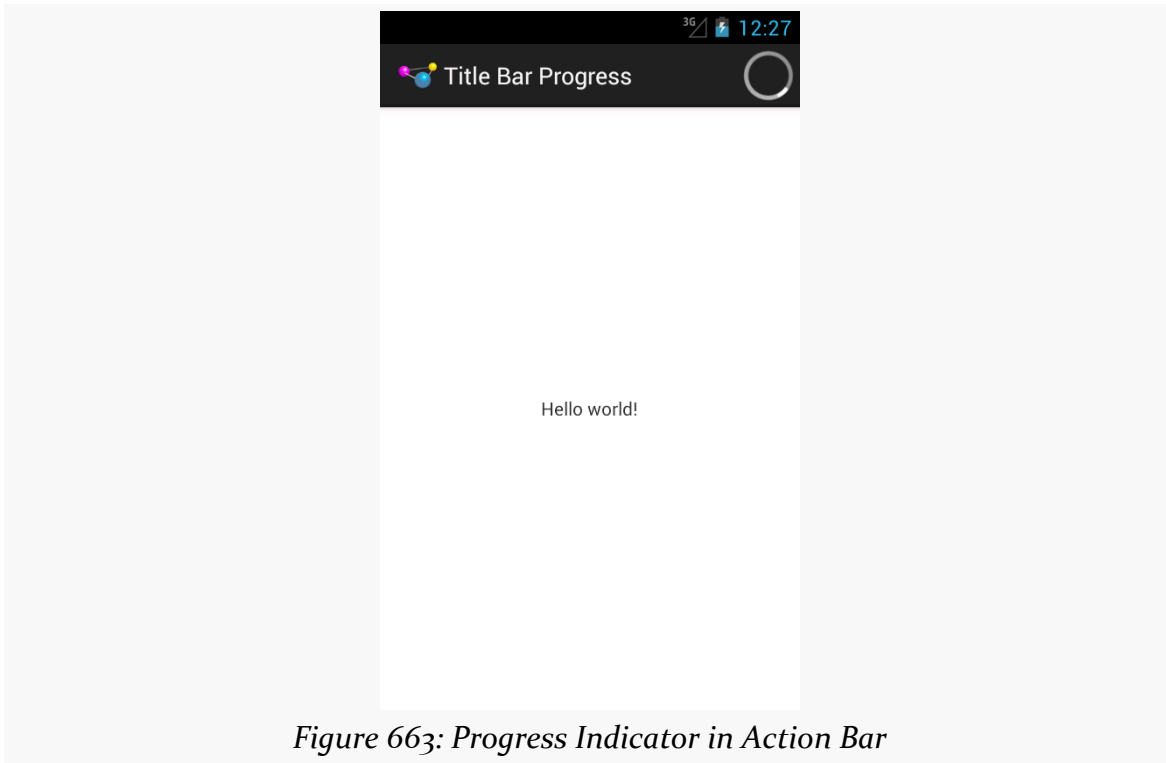 3G 12:27
Title Bar Progress
Hello world!
Figure 663: Progress Indicator in Action Bar